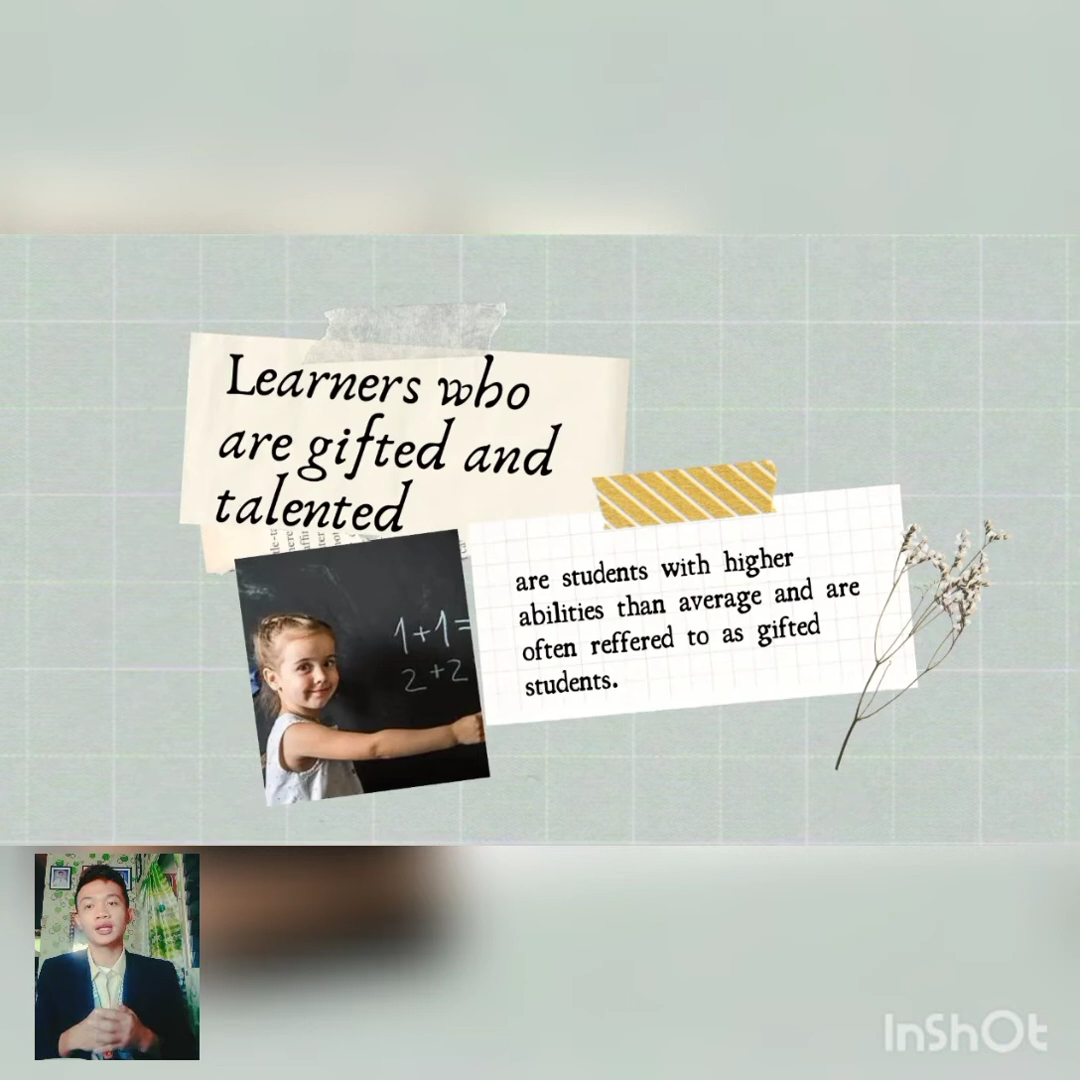 Learners who
are gifted and
talented
1+1=
2+2
are students with higher
abilities than average and are
often reffered to as gifted
students.
InShOt